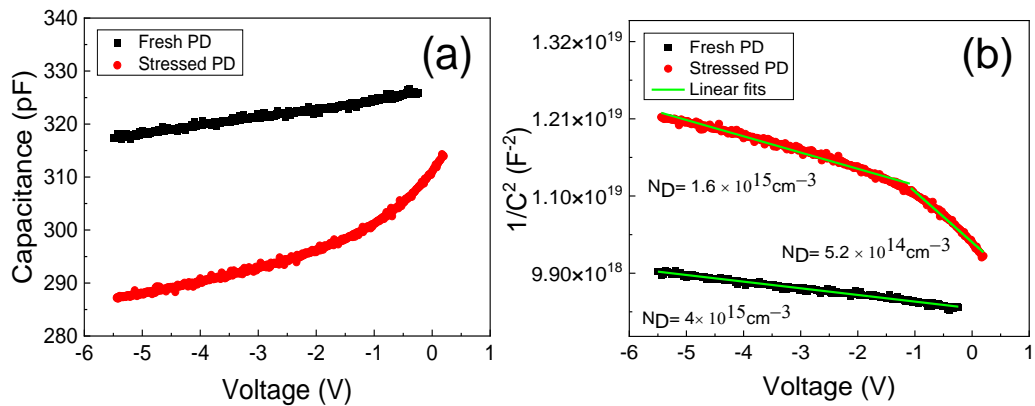 (a)
Fresh PD
Stressed PD
Capacitance (pF)
340
330
320
310
300
290
280
-6 -5 -4 -3 -2 -1 0 1
Voltage (V)
(b)
Fresh PD
Stressed PD
Linear fits
1/C² (F⁻²)
1.32×10¹⁹
1.21×10¹⁹
1.10×10¹⁹
9.90×10¹⁸
N_D= 1.6 × 10¹⁵cm⁻³
N_D= 5.2 × 10¹⁴cm⁻³
N_D= 4× 10¹⁵cm⁻³
-6 -5 -4 -3 -2 -1 0 1
Voltage (V)